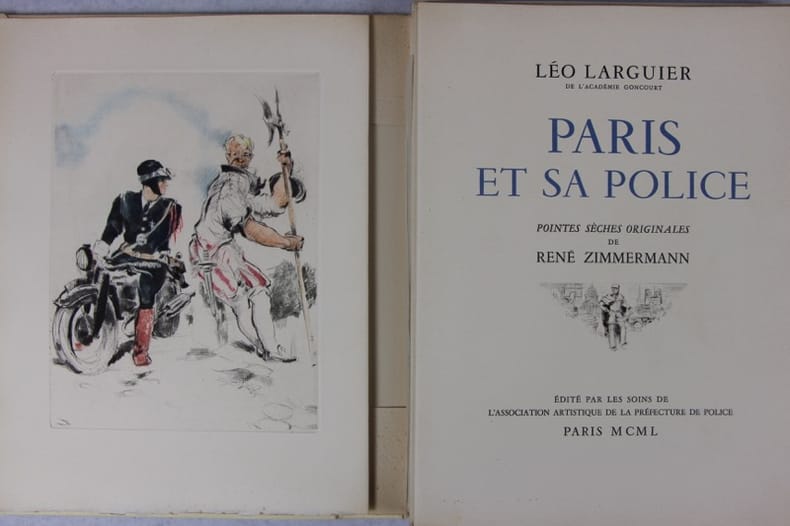 LÉO LARGUIER
DE L'ACADÉMIE GONCOURT
PARIS
ET SA POLICE
POINTES SÈCHES ORIGINALES
DE
RENÉ ZIMMERMANN
ÉDITÉ PAR LES SOINS DE
L'ASSOCIATION ARTISTIQUE DE LA PRÉFECTURE DE POLICE
PARIS MCML